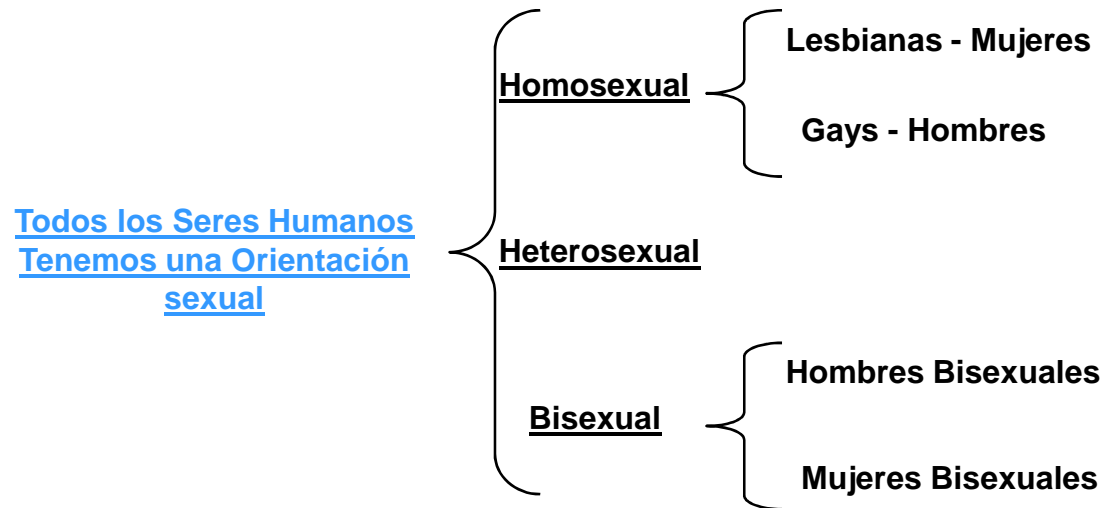 Todos los Seres Humanos
Tenemos una Orientación
sexual
Homosexual
Lesbianas - Mujeres
Gays - Hombres
Heterosexual
Bisexual
Hombres Bisexuales
Mujeres Bisexuales